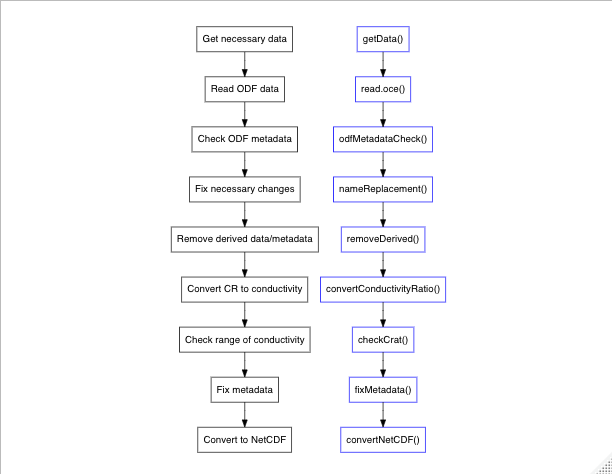 Get necessary data
getData()
Read ODF data
read.oce()
Check ODF metadata
odfMetadataCheck()
Fix necessary changes
nameReplacement()
Remove derived data/metadata
removeDerived()
Convert CR to conductivity
convertConductivityRatio()
Check range of conductivity
checkCrat()
Fix metadata
fixMetadata()
Convert to NetCDF
convertNetCDF()